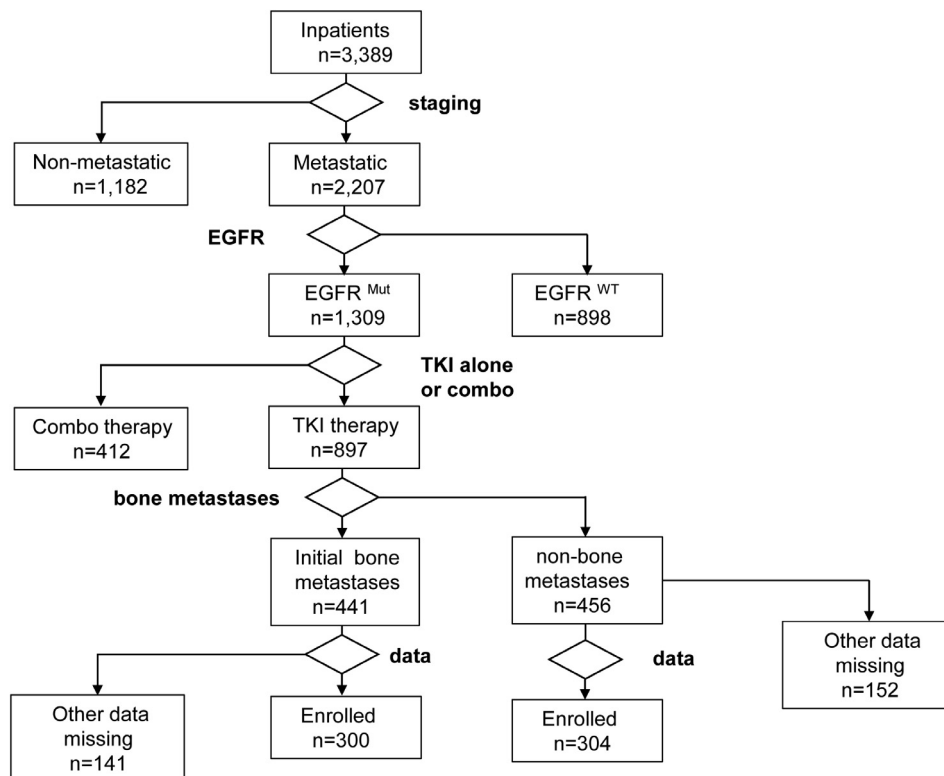 Inpatients
n=3,389
staging
Non-metastatic
n=1,182
Metastatic
n=2,207
EGFR
EGFR Mut
n=1,309
EGFR WT
n=898
TKI alone
or combo
Combo therapy
n=412
TKI therapy
n=897
bone metastases
Initial bone
metastases
n=441
non-bone
metastases
n=456
data
data
Other data
missing
n=152
Other data
missing
n=141
Enrolled
n=300
Enrolled
n=304